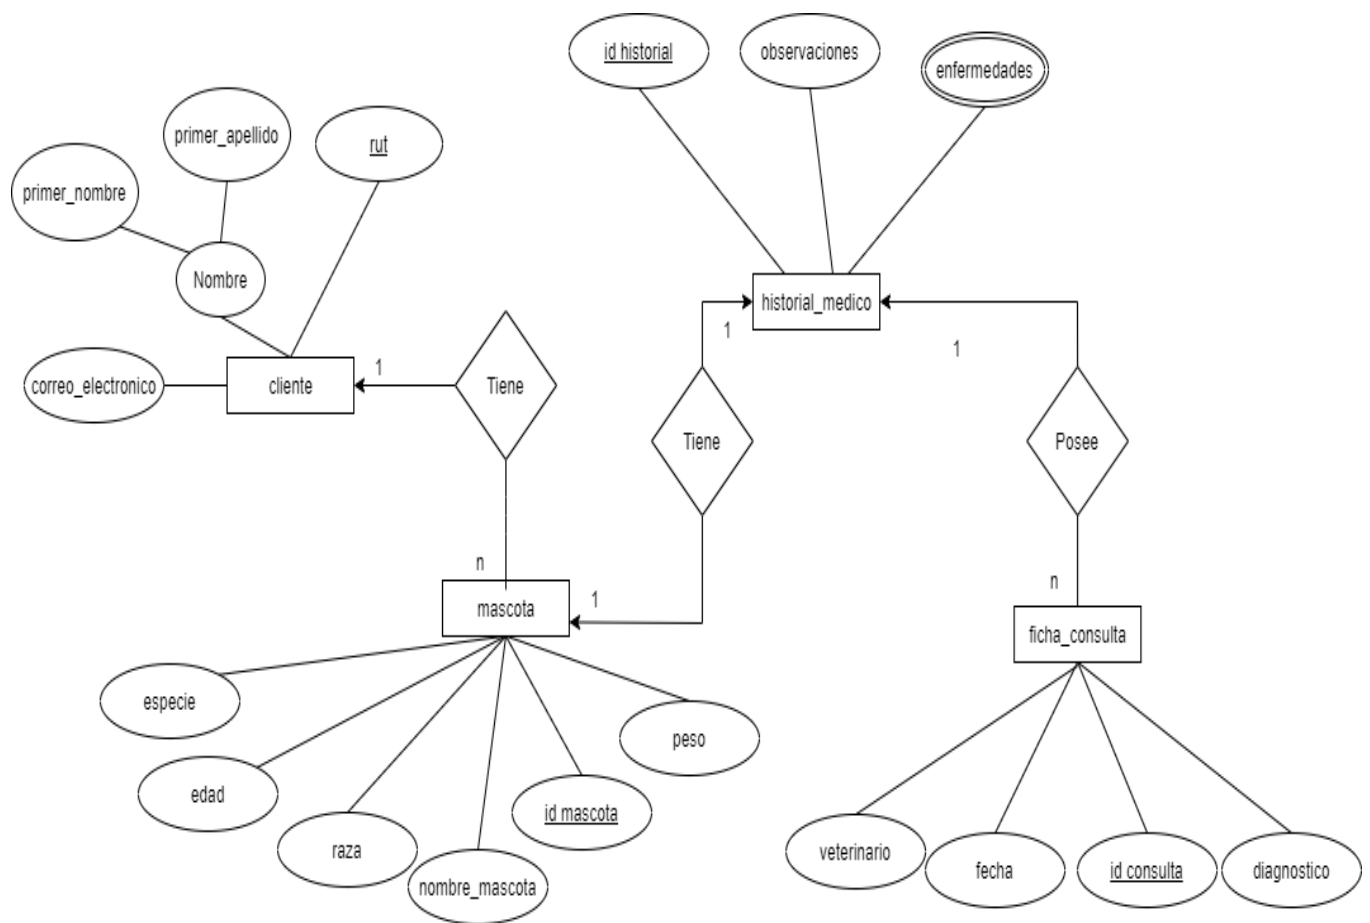 id historial
observaciones
enfermedades
primer_apellido
rut
primer_nombre
Nombre
historial_medico
1
1
1
cliente
correo_electronico
Tiene
Tiene
Posee
n
1
n
mascota
ficha_consulta
especie
peso
edad
id mascota
raza
nombre_mascota
veterinario
fecha
id consulta
diagnostico